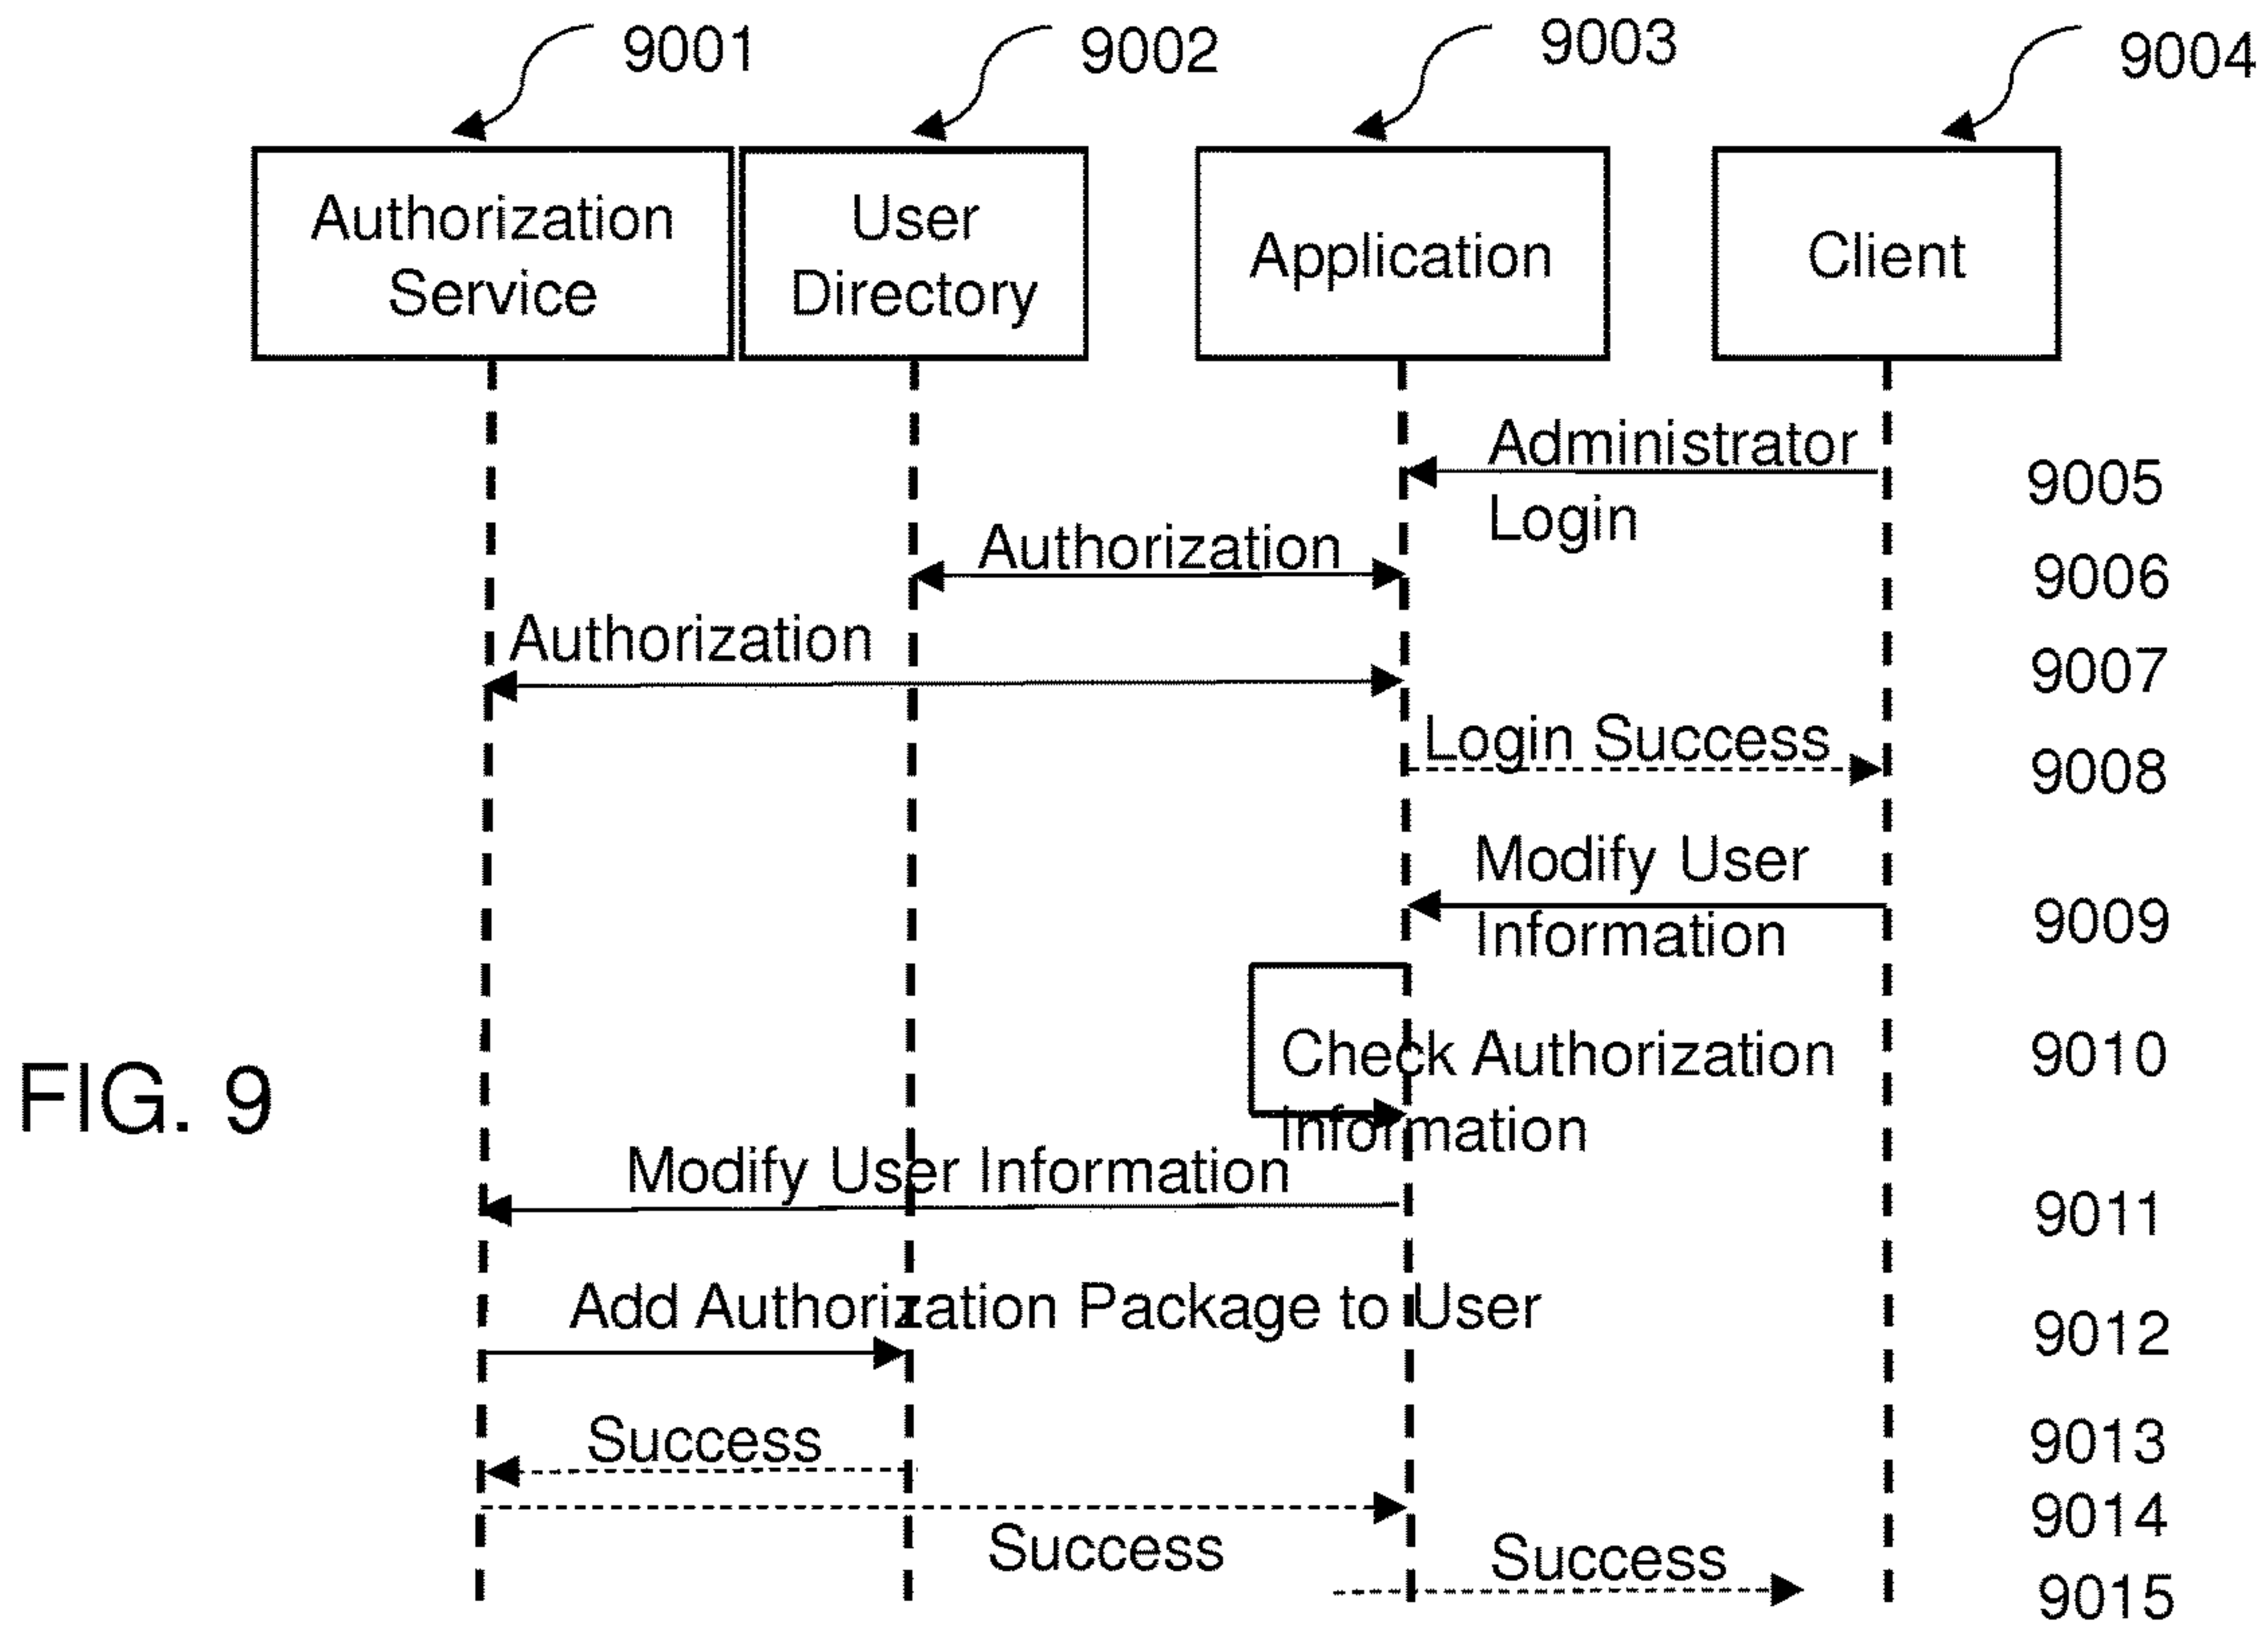 9001
9002
9003
9004
Authorization
Service
User
Directory
Application
Client
Administrator
Login
9005
Authorization
9006
Authorization
9007
Login Success
9008
Modify User
Information
9009
Check Authorization
Information
9010
FIG. 9
Modify User Information
9011
Add Authorization Package to User
9012
Success
9013
Success
9014
Success
9015